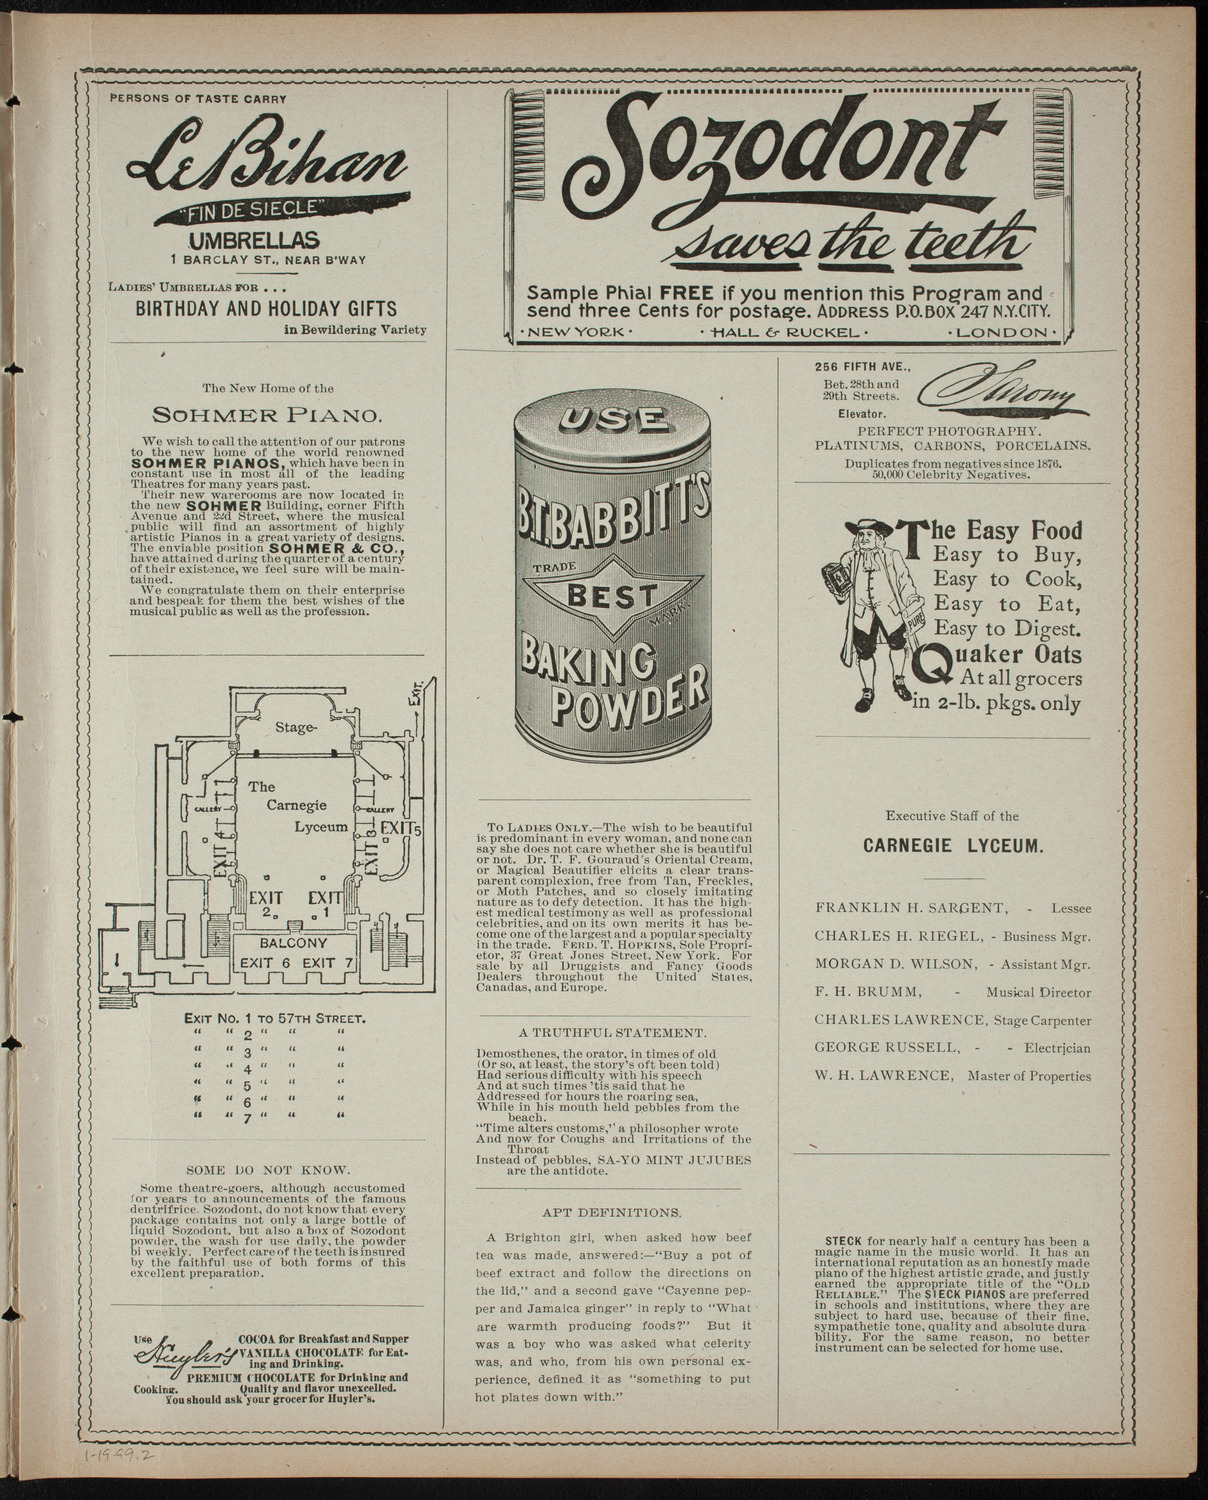 PERSONS OF TASTE CARRY
Le Bihan
"FIN DE SIECLE"
UMBRELLAS
1 BARCLAY ST., NEAR B'WAY
LADIES' UMBRELLAS FOR . . .
BIRTHDAY AND HOLIDAY GIFTS
in Bewildering Variety
The New Home of the
SOHMER PIANO.
We wish to call the attention of our patrons
to the new home of the world renowned
SOHMER PIANOS, which have been in
constant use in most all of the leading
Theatres for many years past.
Their new warerooms are now located in
the new SOHMER Building, corner Fifth
Avenue and 22d Street, where the musical
public will find an assortment of highly
artistic Pianos in a great variety of designs.
The enviable position SOHMER & CO.,
have attained during the quarter of a century
of their existence, we feel sure will be main-
tained.
We congratulate them on their enterprise
and bespeak for them the best wishes of the
musical public as well as the profession.
EXIT.
Stage-
The
Carnegie
Lyceum
GALLERY
GALLERY
EXIT 4
EXIT 3
EXIT 5
EXIT 2
EXIT 1
BALCONY
EXIT 6 EXIT 7
EXIT NO. 1 TO 57TH STREET.
" " 2 " " "
" " 3 " " "
" " 4 " " "
" " 5 " " "
" " 6 " " "
" " 7 " " "
SOME DO NOT KNOW.
Some theatre-goers, although accustomed
for years to announcements of the famous
dentrifrice. Sozodont, do not know that every
package contains not only a large bottle of
liquid Sozodont, but also a box of Sozodont
powder, the wash for use daily, the powder
bi weekly. Perfect care of the teeth is insured
by the faithful use of both forms of this
excellent preparation.
Use COCOA for Breakfast and Supper
Huyler's VANILLA CHOCOLATE for Eat-
ing and Drinking.
PREMIUM CHOCOLATE for Drinking and
Cooking. Quality and flavor unexcelled.
You should ask your grocer for Huyler's.
Sozodont
saves the teeth
Sample Phial FREE if you mention this Program and
send three Cents for postage. ADDRESS P.O. BOX 247 N.Y. CITY.
· NEW YORK · · HALL & RUCKEL · · LONDON ·
USE
B.T. BABBITT'S
TRADE
BEST
MARK.
BAKING
POWDER
TO LADIES ONLY.—The wish to be beautiful
is predominant in every woman, and none can
say she does not care whether she is beautiful
or not. Dr. T. F. Gouraud's Oriental Cream,
or Magical Beautifier elicits a clear trans-
parent complexion, free from Tan, Freckles,
or Moth Patches, and so closely imitating
nature as to defy detection. It has the high-
est medical testimony as well as professional
celebrities, and on its own merits it has be-
come one of the largest and a popular specialty
in the trade. FERD. T. HOPKINS, Sole Propri-
etor, 37 Great Jones Street, New York. For
sale by all Druggists and Fancy Goods
Dealers throughout the United States,
Canadas, and Europe.
A TRUTHFUL STATEMENT.
Demosthenes, the orator, in times of old
(Or so, at least, the story's oft been told)
Had serious difficulty with his speech
And at such times 'tis said that he
Addressed for hours the roaring sea,
While in his mouth held pebbles from the
beach.
"Time alters customs," a philosopher wrote
And now for Coughs and Irritations of the
Throat
Instead of pebbles, SA-YO MINT JUJUBES
are the antidote.
APT DEFINITIONS.
A Brighton girl, when asked how beef
tea was made, answered:—"Buy a pot of
beef extract and follow the directions on
the lid," and a second gave "Cayenne pep-
per and Jamaica ginger" in reply to "What
are warmth producing foods?" But it
was a boy who was asked what celerity
was, and who, from his own personal ex-
perience, defined it as "something to put
hot plates down with."
256 FIFTH AVE.,
Bet. 28th and
29th Streets.
Elevator.
Sarony
PERFECT PHOTOGRAPHY.
PLATINUMS, CARBONS, PORCELAINS.
Duplicates from negatives since 1876.
50,000 Celebrity Negatives.
PURE
The Easy Food
Easy to Buy,
Easy to Cook,
Easy to Eat,
Easy to Digest.
Quaker Oats
At all grocers
in 2-lb. pkgs. only
Executive Staff of the
CARNEGIE LYCEUM.
FRANKLIN H. SARGENT, - Lessee
CHARLES H. RIEGEL, - Business Mgr.
MORGAN D. WILSON, - Assistant Mgr.
F. H. BRUMM, - Musical Director
CHARLES LAWRENCE, Stage Carpenter
GEORGE RUSSELL, - - Electrician
W. H. LAWRENCE, Master of Properties
STECK for nearly half a century has been a
magic name in the music world. It has an
international reputation as an honestly made
piano of the highest artistic grade, and justly
earned the appropriate title of the "OLD
RELIABLE." The STECK PIANOS are preferred
in schools and institutions, where they are
subject to hard use, because of their fine,
sympathetic tone, quality and absolute dura
bility. For the same reason, no better
instrument can be selected for home use.
1-19-99.2